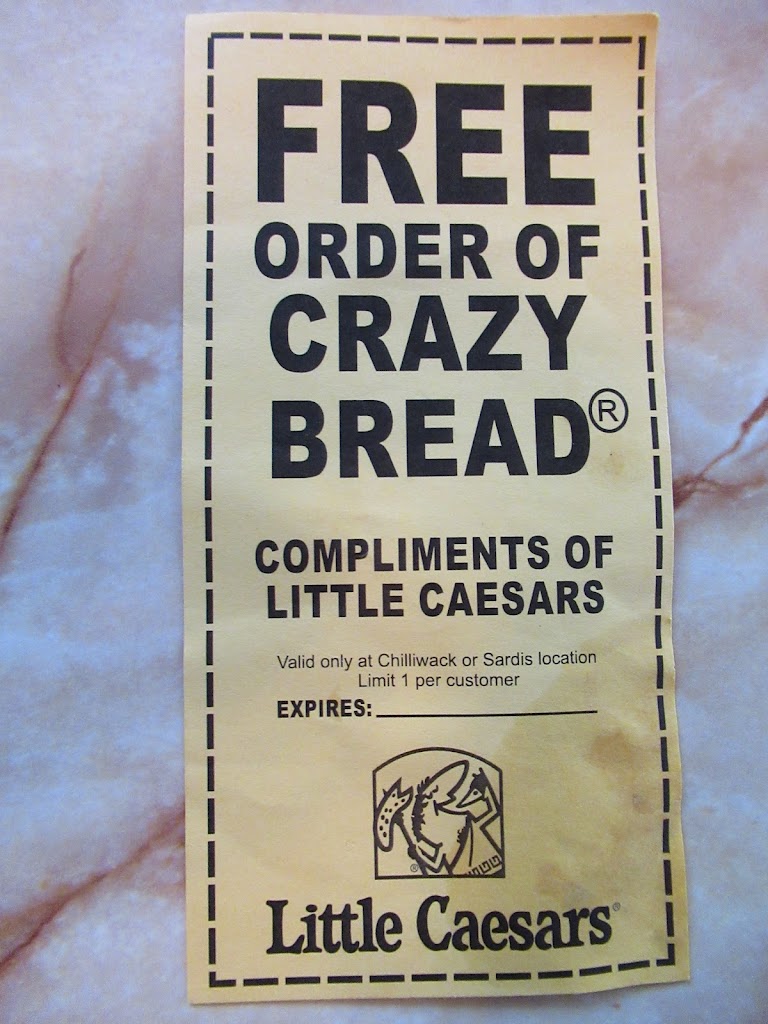 FREE
ORDER OF
CRAZY
BREAD®
COMPLIMENTS OF
LITTLE CAESARS
Valid only at Chilliwack or Sardis location
Limit 1 per customer
EXPIRES:
®
Little Caesars®